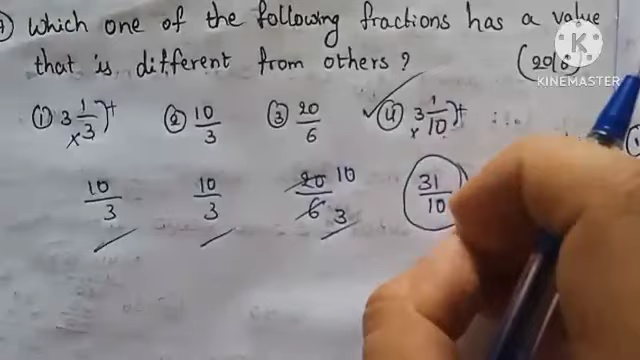 Which one of the following fractions has a value
that is different from others? (2016)
KINEMASTER
① 3 1/3 ② 10/3 ③ 20/6 ④ 3 1/10
10/3 10/3 20/6 10/3 31/10